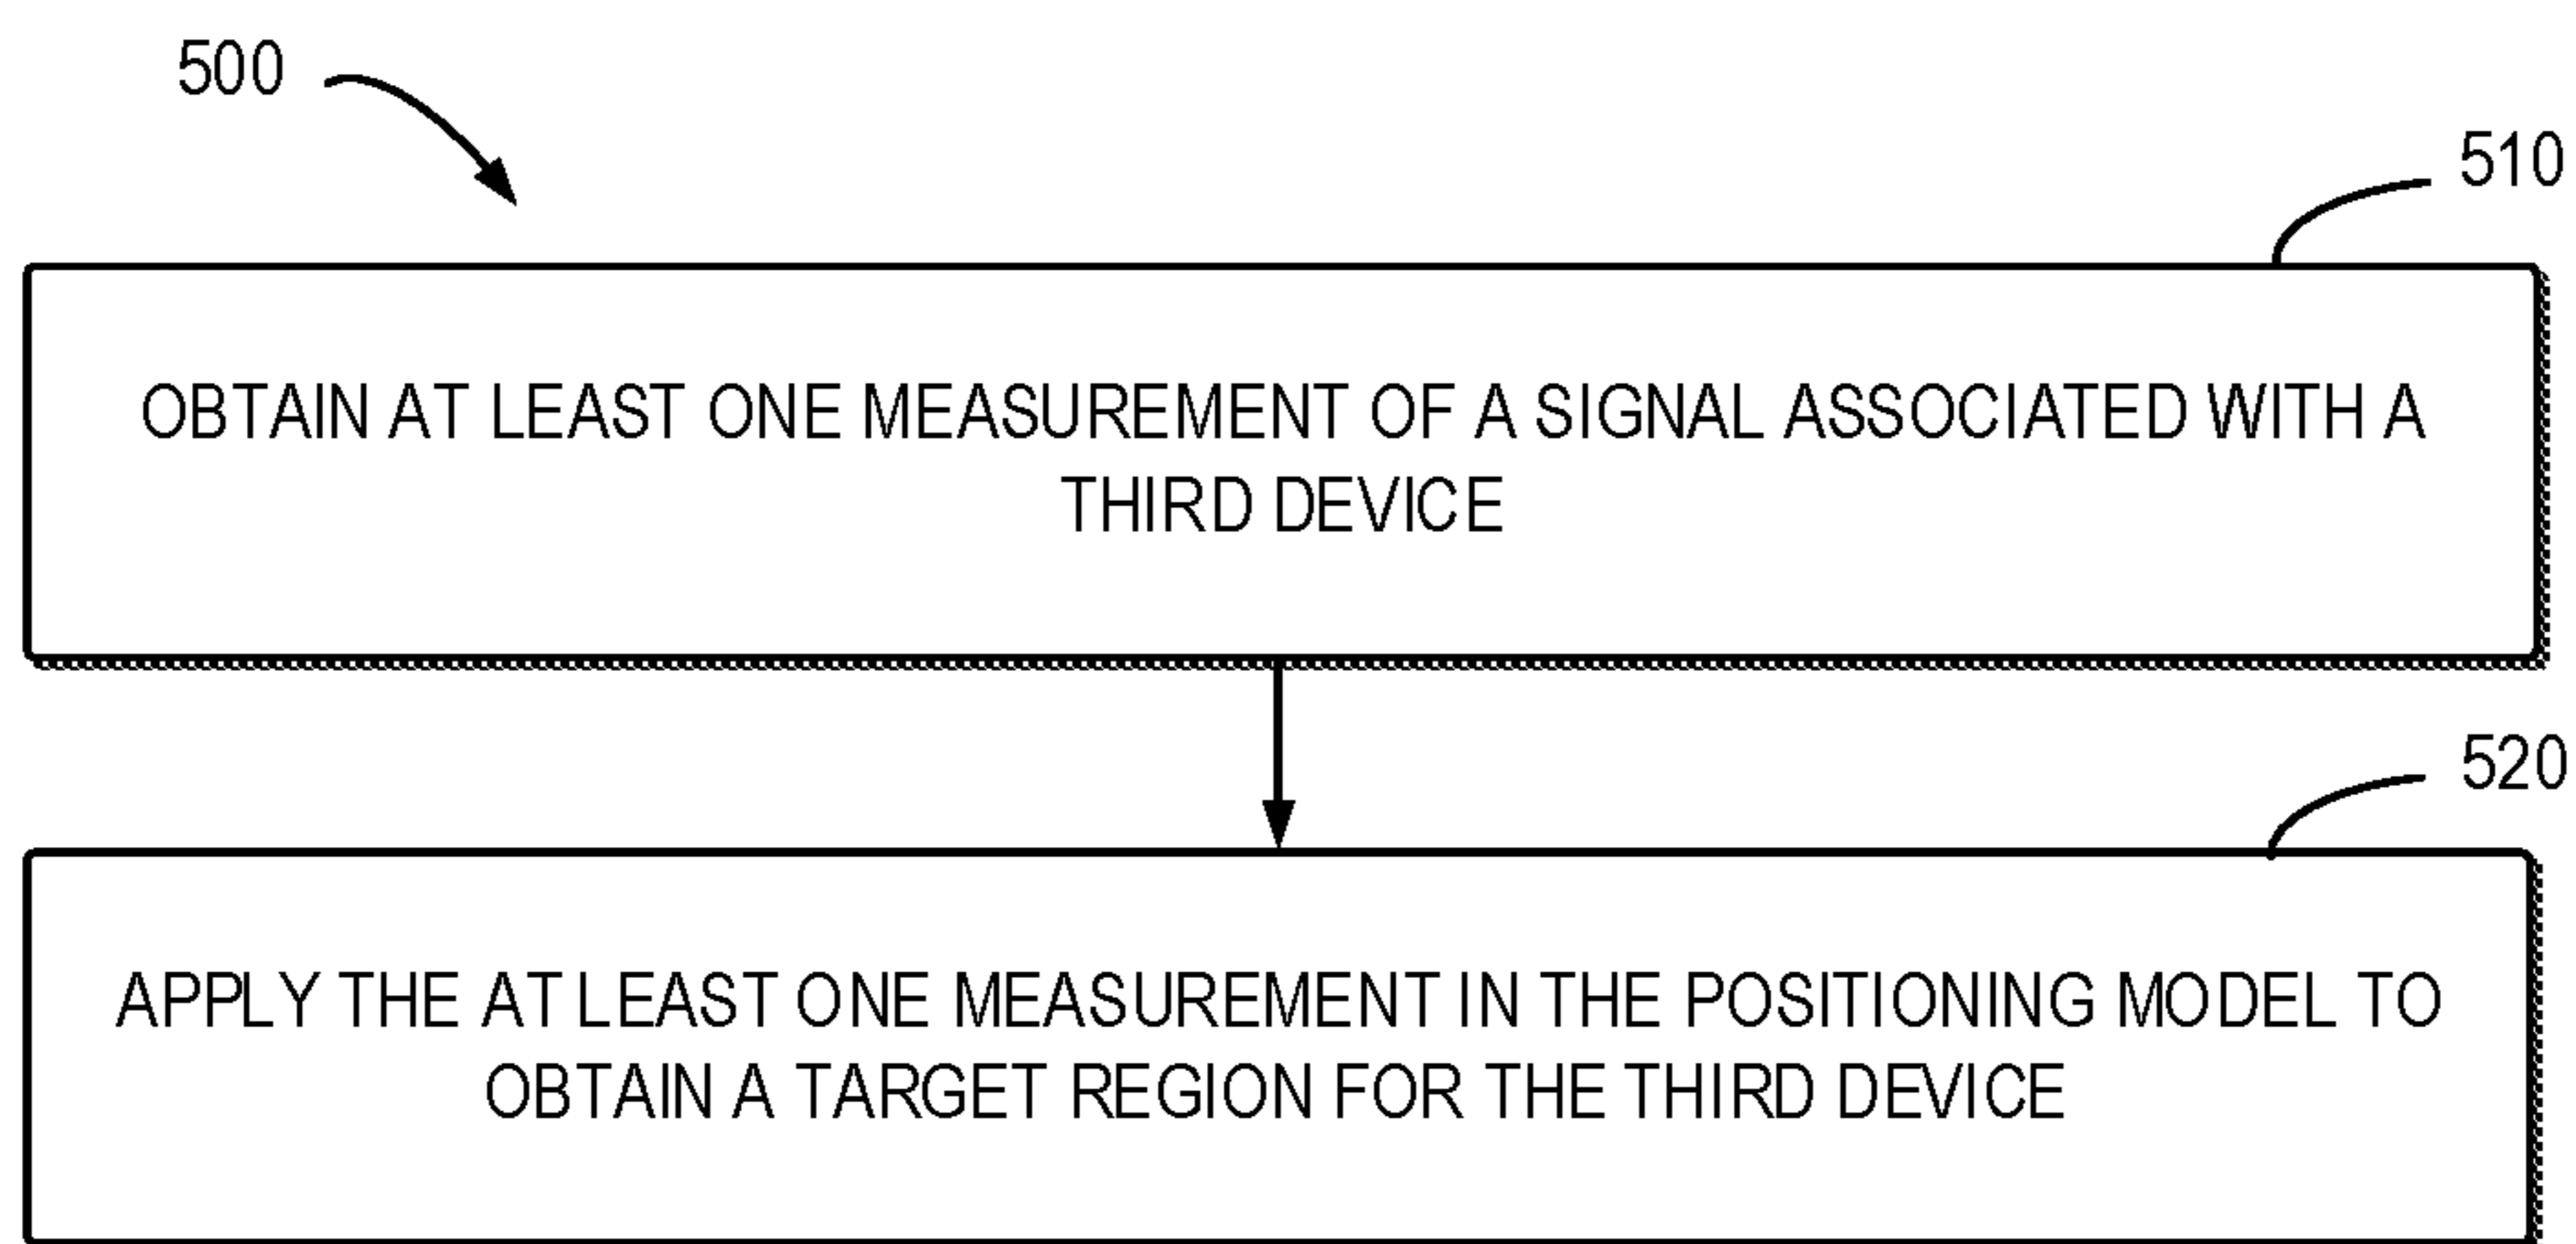 500
510
OBTAIN AT LEAST ONE MEASUREMENT OF A SIGNAL ASSOCIATED WITH A
THIRD DEVICE
520
APPLY THE AT LEAST ONE MEASUREMENT IN THE POSITIONING MODEL TO
OBTAIN A TARGET REGION FOR THE THIRD DEVICE